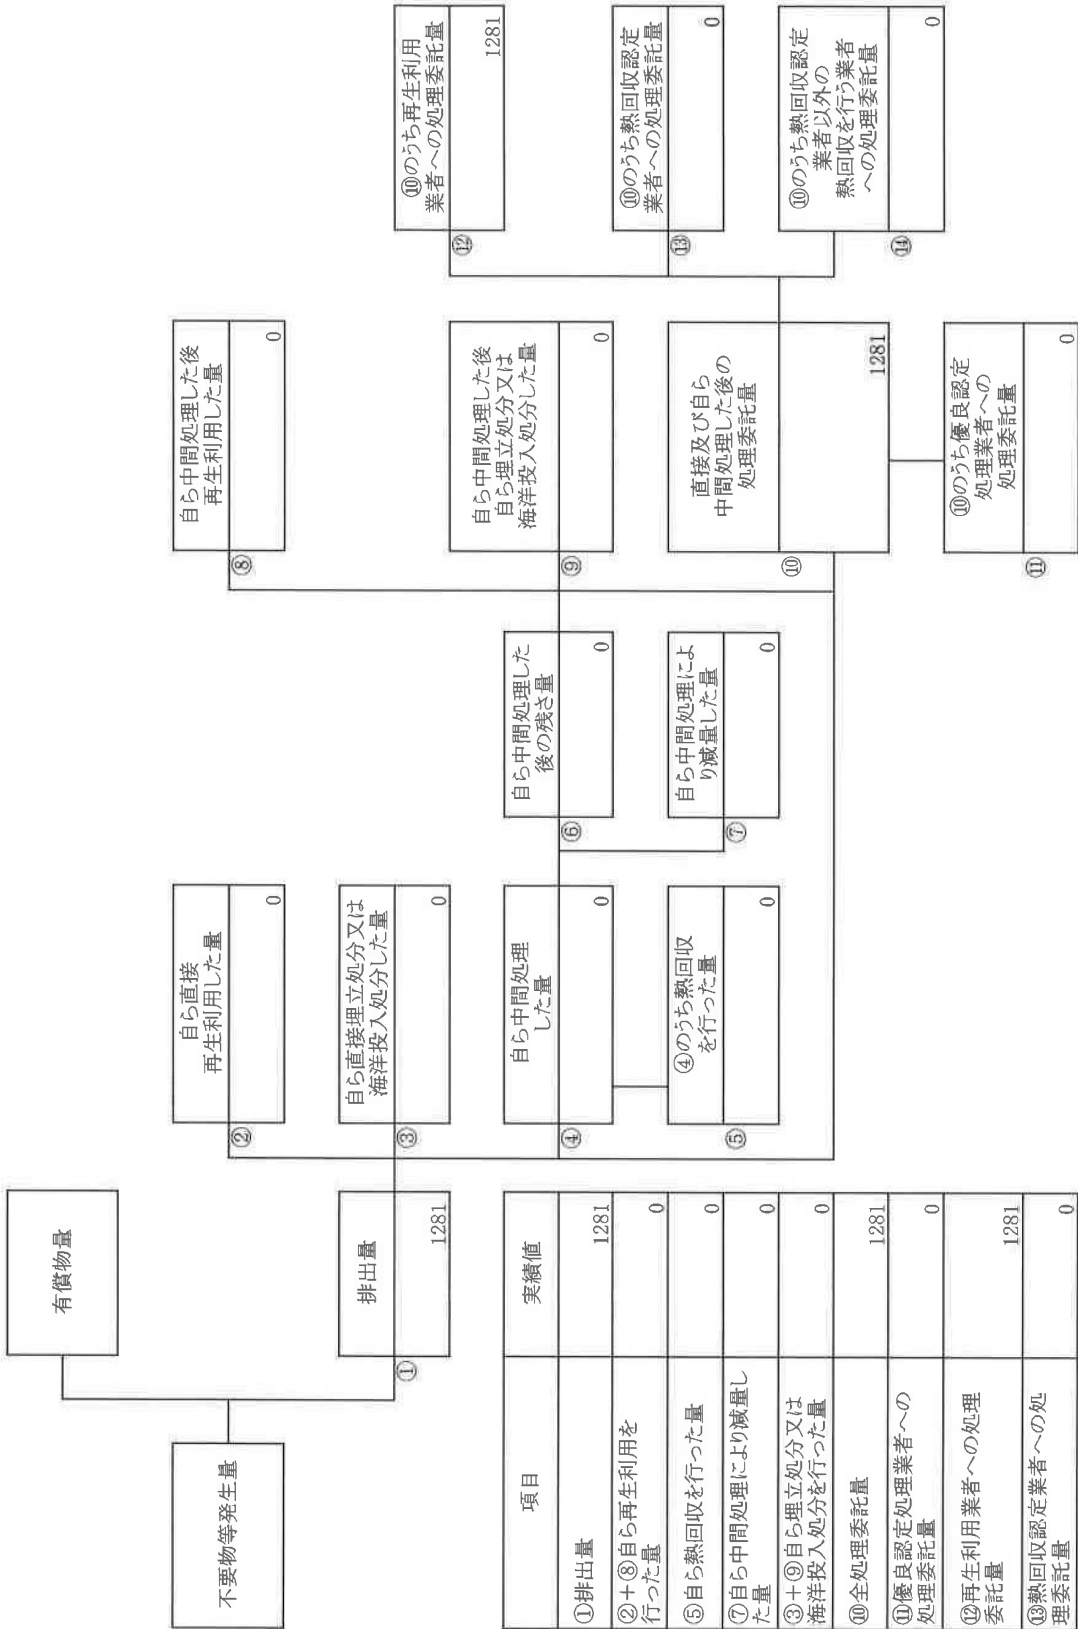 不要物等発生量
有償物量
①
排出量
1281
②
自ら直接
再生利用した量
0
③
自ら直接埋立処分又は
海洋投入処分した量
0
④
自ら中間処理
した量
0
⑤
④のうち熱回収
を行った量
0
⑥
自ら中間処理した
後の残さ量
0
⑦
自ら中間処理によ
り減量した量
0
⑧
自ら中間処理した後
再生利用した量
0
⑨
自ら中間処理した後
自ら埋立処分又は
海洋投入処分した量
0
⑩
直接及び自ら
中間処理した後の
処理委託量
1281
⑪
⑩のうち優良認定
処理業者への
処理委託量
0
⑫
⑩のうち再生利用
業者への処理委託量
1281
⑬
⑩のうち熱回収認定
業者への処理委託量
0
⑭
⑩のうち熱回収認定
業者以外の
熱回収を行う業者
への処理委託量
0
項目
実績値
①排出量
1281
②+⑧自ら再生利用を
行った量
0
⑤自ら熱回収を行った量
0
⑦自ら中間処理により減量し
た量
0
③+⑨自ら埋立処分又は
海洋投入処分を行った量
0
⑩全処理委託量
1281
⑪優良認定処理業者への
処理委託量
0
⑫再生利用業者への処理
委託量
1281
⑬熱回収認定業者への処
理委託量
0